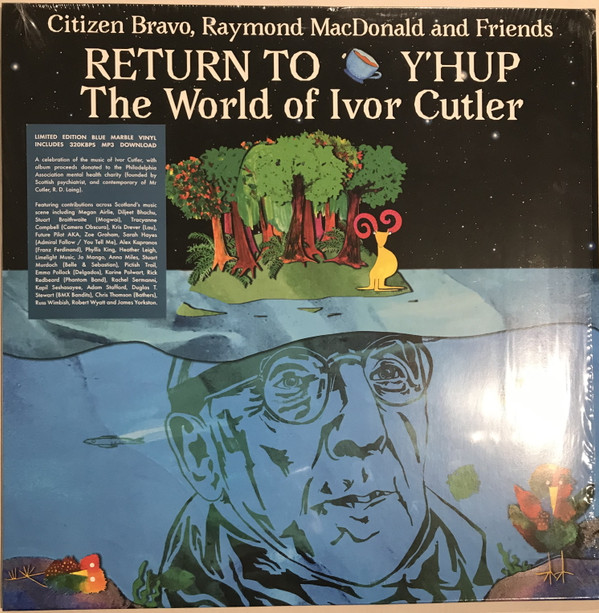 Citizen Bravo, Raymond MacDonald and Friends
RETURN TO Y'HUP
The World of Ivor Cutler
LIMITED EDITION BLUE MARBLE VINYL
INCLUDES 320KBPS MP3 DOWNLOAD
A celebration of the music of Ivor Cutler, with
album proceeds donated to the Philadelphia
Association mental health charity (founded by
Scottish psychiatrist, and contemporary of Mr
Cutler, R. D. Laing).
Featuring contributions across Scotland's music
scene including Megan Airlie, Diljeet Bhachu,
Stuart Braithwaite (Mogwai), Tracyanne
Campbell (Camera Obscura), Kris Drever (Lau),
Future Pilot AKA, Zoe Graham, Sarah Hayes
(Admiral Fallow / You Tell Me), Alex Kapranos
(Franz Ferdinand), Phyllis King, Heather Leigh,
Limelight Music, Jo Mango, Anna Miles, Stuart
Murdoch (Belle & Sebastian), Pictish Trail,
Emma Pollock (Delgados), Karine Polwart, Rick
Redbeard (Phantom Band), Rachel Sermanni,
Kapil Seshasayee, Adam Stafford, Duglas T.
Stewart (BMX Bandits), Chris Thomson (Bathers),
Russ Wimbish, Robert Wyatt and James Yorkston.